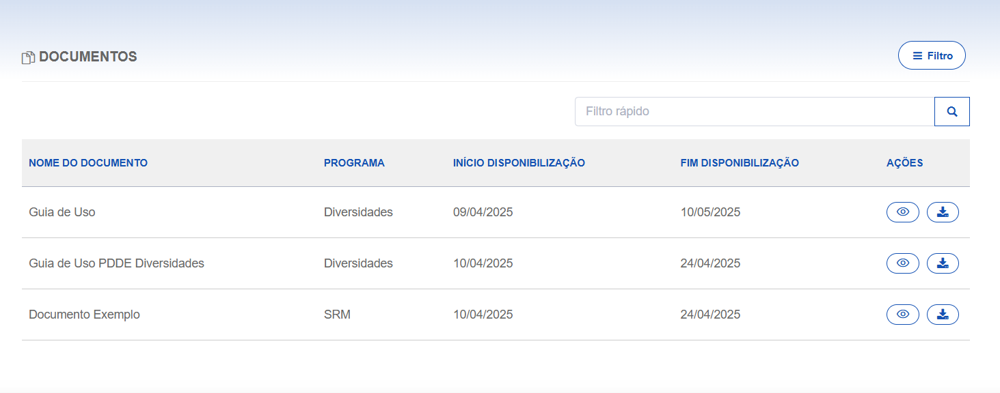 DOCUMENTOS
Filtro
Filtro rápido
NOME DO DOCUMENTO PROGRAMA INÍCIO DISPONIBILIZAÇÃO FIM DISPONIBILIZAÇÃO AÇÕES
Guia de Uso Diversidades 09/04/2025 10/05/2025
Guia de Uso PDDE Diversidades Diversidades 10/04/2025 24/04/2025
Documento Exemplo SRM 10/04/2025 24/04/2025